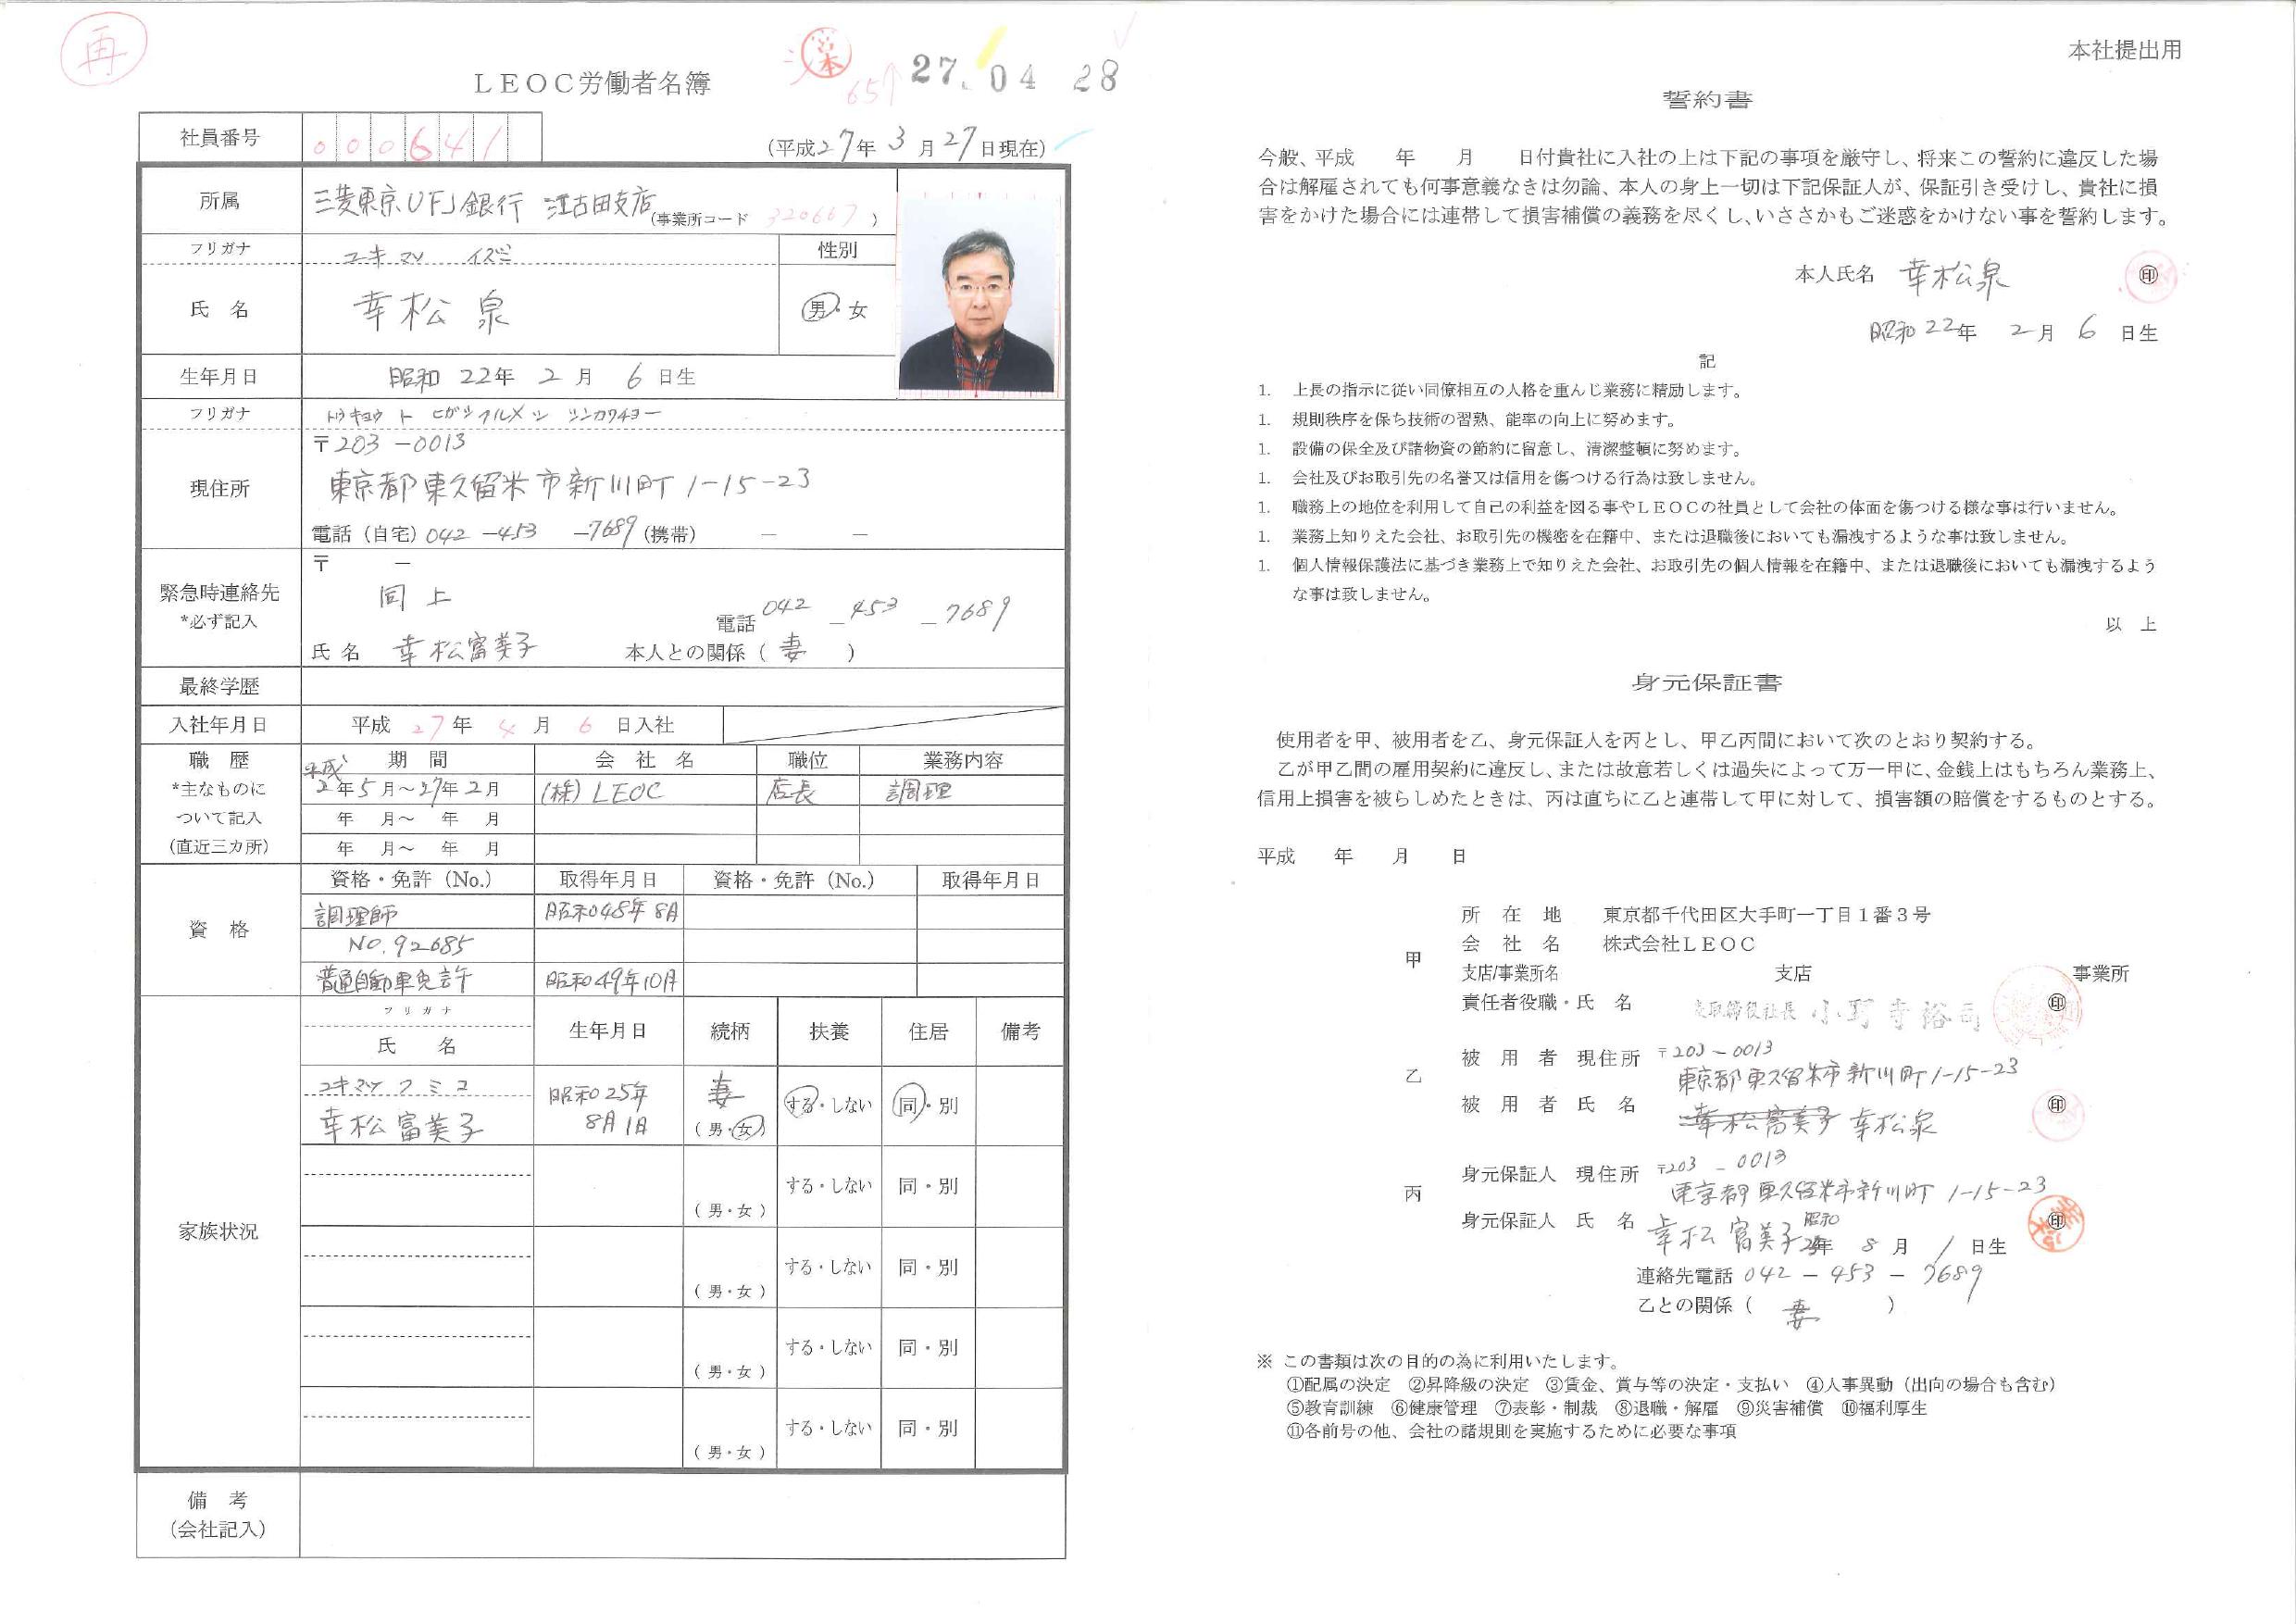 再
宮本
65↑
27.04 28
LEOC労働者名簿
社員番号 000641
(平成27年3月27日現在)
所属 三菱東京UFJ銀行 江古田支店 (事業所コード 320667)
フリガナ ユキマツ イズミ 性別
氏名 幸松 泉 男・女
生年月日 昭和22年2月6日生
フリガナ トウキョウト ヒガシクルメシ シンカワチョー
〒203-0013
現住所 東京都東久留米市新川町1-15-23
電話(自宅)042-453-7689(携帯) - -
〒 -
緊急時連絡先 同上
*必ず記入 電話 042-453-7689
氏名 幸松富美子 本人との関係(妻)
最終学歴
入社年月日 平成27年4月6日入社
職歴 期間 会社名 職位 業務内容
*主なものに 平成2年5月~27年2月 (株)LEOC 店長 調理
ついて記入 年 月~ 年 月
(直近三カ所) 年 月~ 年 月
資格・免許(No.) 取得年月日 資格・免許(No.) 取得年月日
調理師 昭和48年8月
資格 No.92685
普通自動車免許 昭和49年10月
フリガナ
氏名 生年月日 続柄 扶養 住居 備考
ユキマツ フミコ 昭和25年 妻 する・しない 同・別
幸松富美子 8月1日 (男・女)
する・しない 同・別
(男・女)
家族状況
する・しない 同・別
(男・女)
する・しない 同・別
(男・女)
する・しない 同・別
(男・女)
備考
(会社記入)
本社提出用
誓約書
今般、平成 年 月 日付貴社に入社の上は下記の事項を厳守し、将来この誓約に違反した場
合は解雇されても何事意義なきは勿論、本人の身上一切は下記保証人が、保証引き受けし、貴社に損
害をかけた場合には連帯して損害補償の義務を尽くし、いささかもご迷惑をかけない事を誓約します。
本人氏名 幸松泉 ㊞
昭和22年2月6日生
記
1. 上長の指示に従い同僚相互の人格を重んじ業務に精励します。
1. 規則秩序を保ち技術の習熟、能率の向上に努めます。
1. 設備の保全及び諸物資の節約に留意し、清潔整頓に努めます。
1. 会社及びお取引先の名誉又は信用を傷つける行為は致しません。
1. 職務上の地位を利用して自己の利益を図る事やLEOCの社員として会社の体面を傷つける様な事は行いません。
1. 業務上知りえた会社、お取引先の機密を在籍中、または退職後においても漏洩するような事は致しません。
1. 個人情報保護法に基づき業務上で知りえた会社、お取引先の個人情報を在籍中、または退職後においても漏洩するよう
な事は致しません。
以上
身元保証書
使用者を甲、被用者を乙、身元保証人を丙とし、甲乙丙間において次のとおり契約する。
乙が甲乙間の雇用契約に違反し、または故意若しくは過失によって万一甲に、金銭上はもちろん業務上、
信用上損害を被らしめたときは、丙は直ちに乙と連帯して甲に対して、損害額の賠償をするものとする。
平成 年 月 日
所在地 東京都千代田区大手町一丁目1番3号
会社名 株式会社LEOC
甲
支店/事業所名 支店 事業所
責任者役職・氏名 取締役社長 小野寺裕司 ㊞
被用者 現住所 〒203-0013
東京都東久留米市新川町1-15-23
乙
被用者 氏名 幸松富美子 幸松泉 ㊞
身元保証人 現住所 〒203-0013
東京都東久留米市新川町1-15-23
丙
身元保証人 氏名 幸松富美子 昭和 年8月1日生 ㊞
連絡先電話 042-453-7689
乙との関係(妻)
※ この書類は次の目的の為に利用いたします。
①配属の決定 ②昇降級の決定 ③賃金、賞与等の決定・支払い ④人事異動(出向の場合も含む)
⑤教育訓練 ⑥健康管理 ⑦表彰・制裁 ⑧退職・解雇 ⑨災害補償 ⑩福利厚生
⑪各前号の他、会社の諸規則を実施するために必要な事項